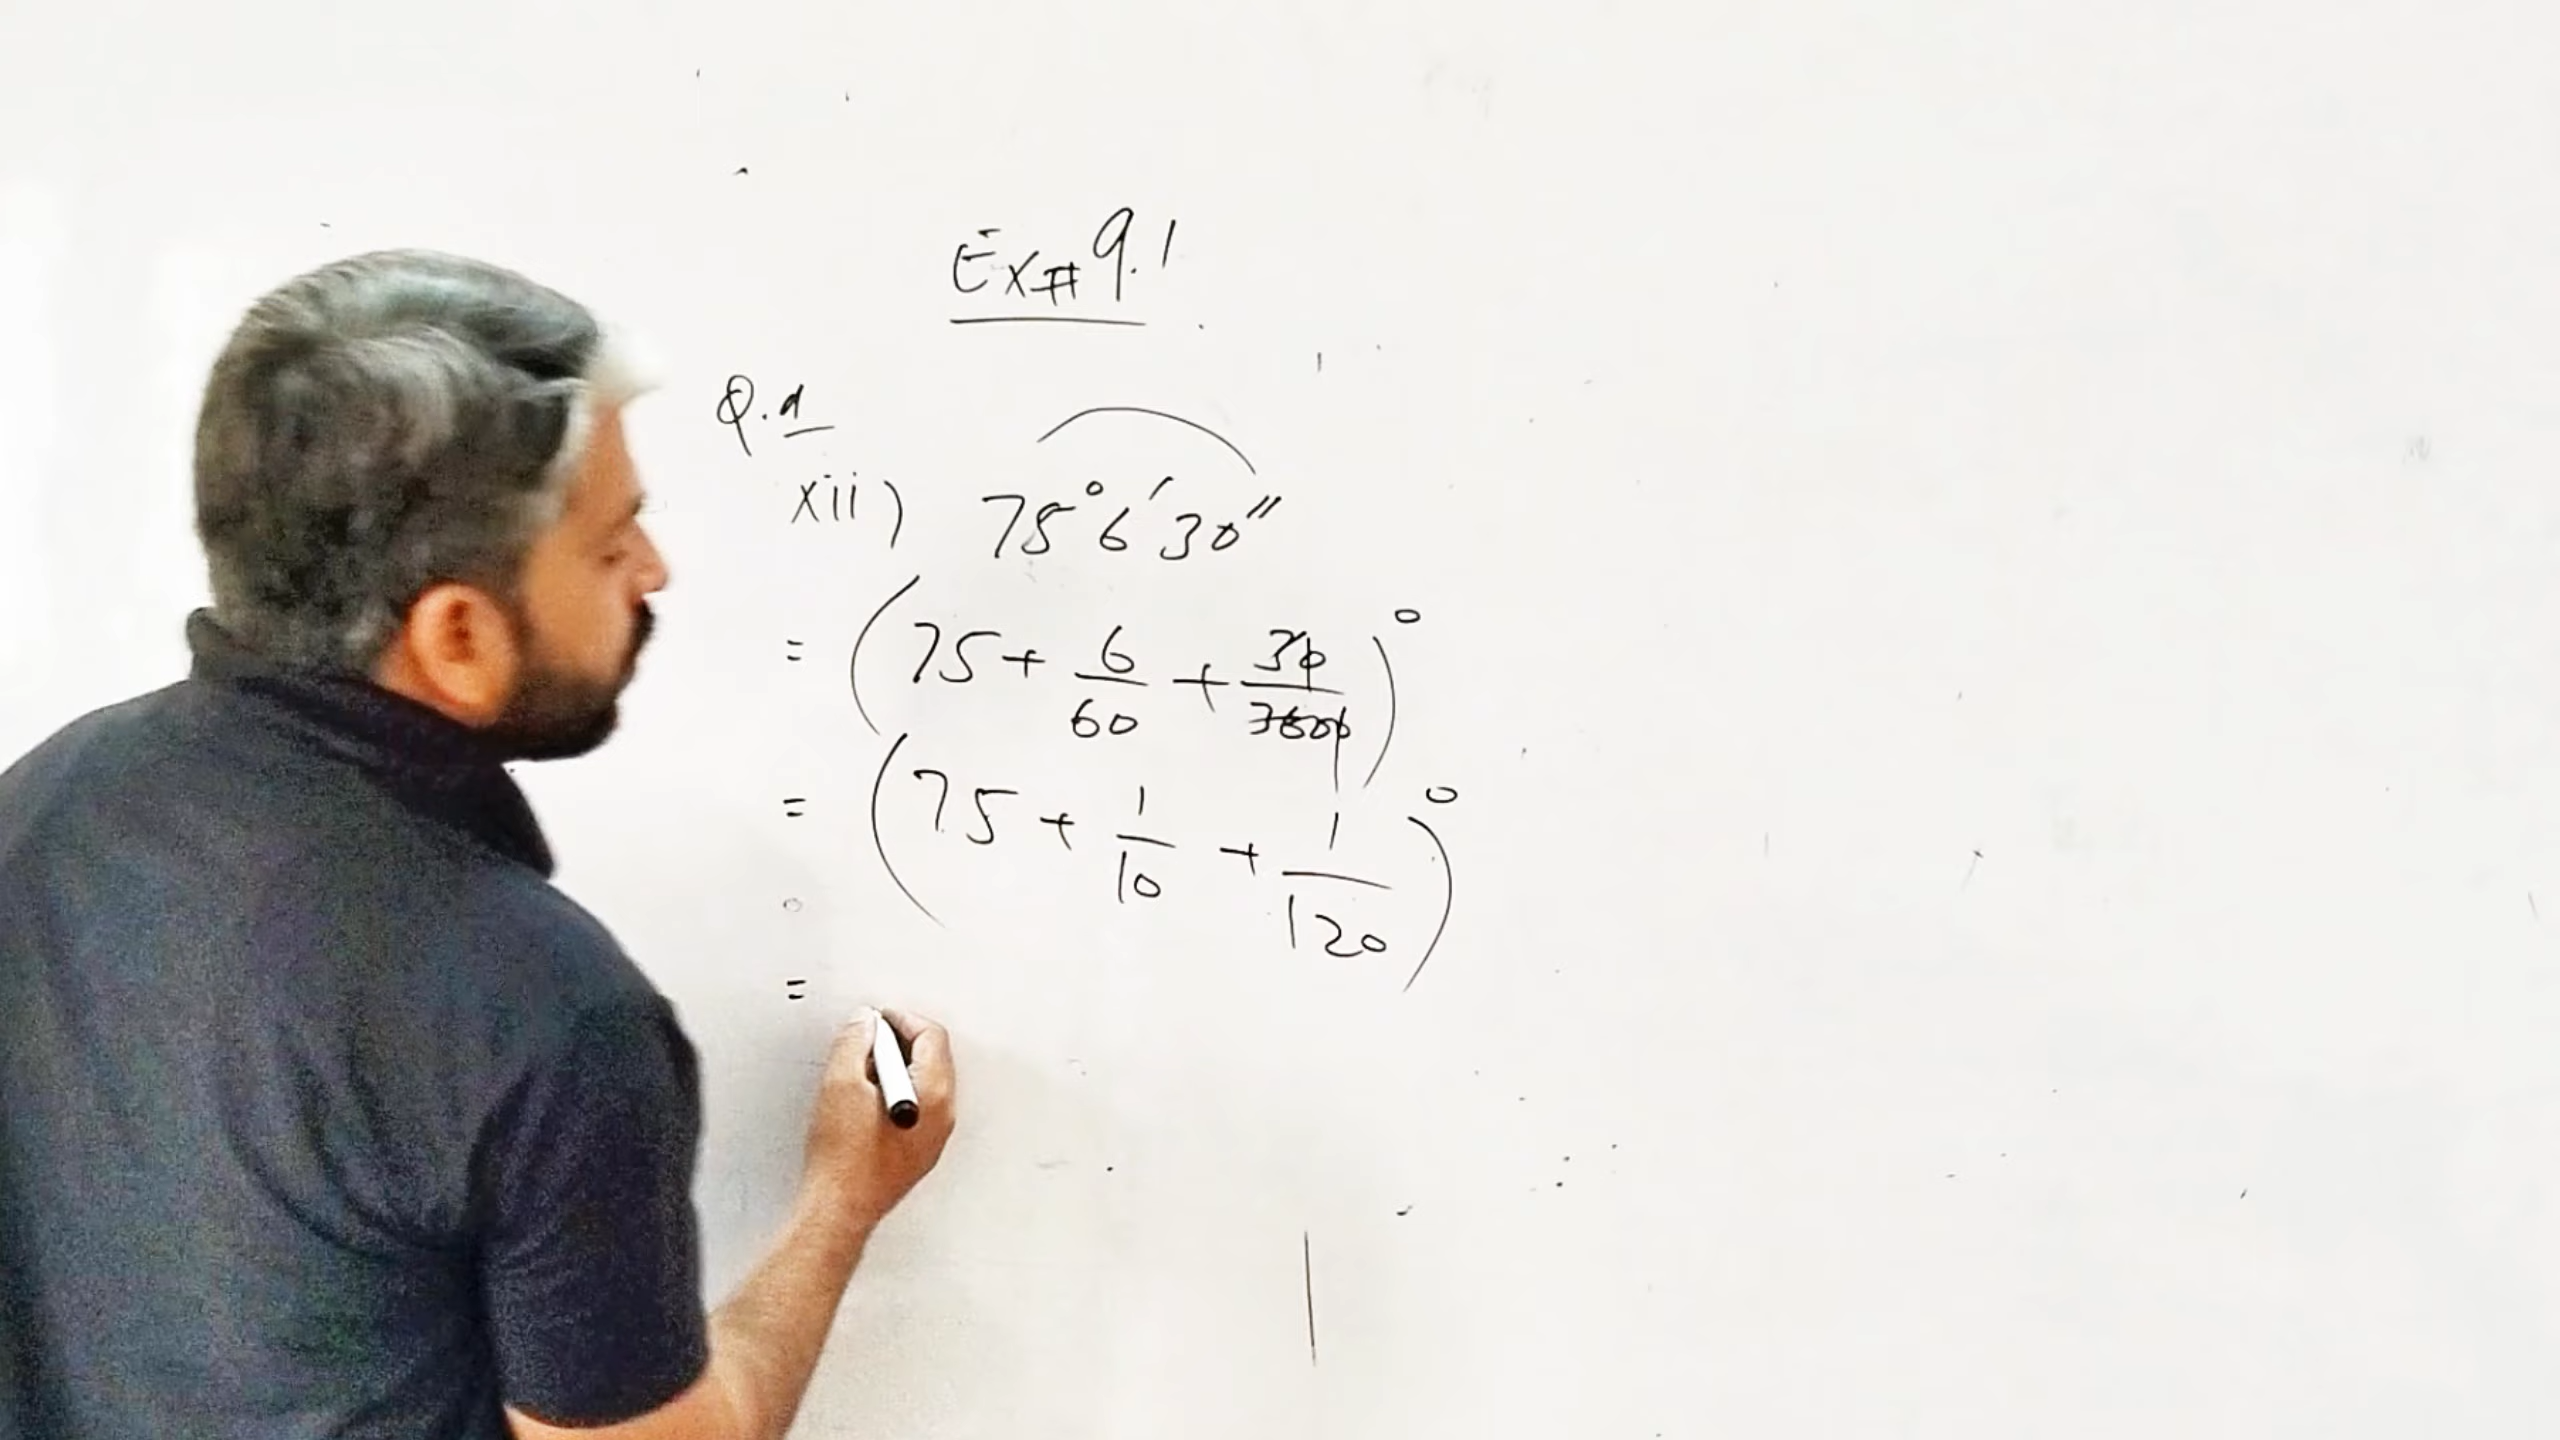 Ex# 9.1
Q.1
xii) 75°6′30″
= (75 + 6/60 + 30/3600)°
= (75 + 1/10 + 1/120)°
=